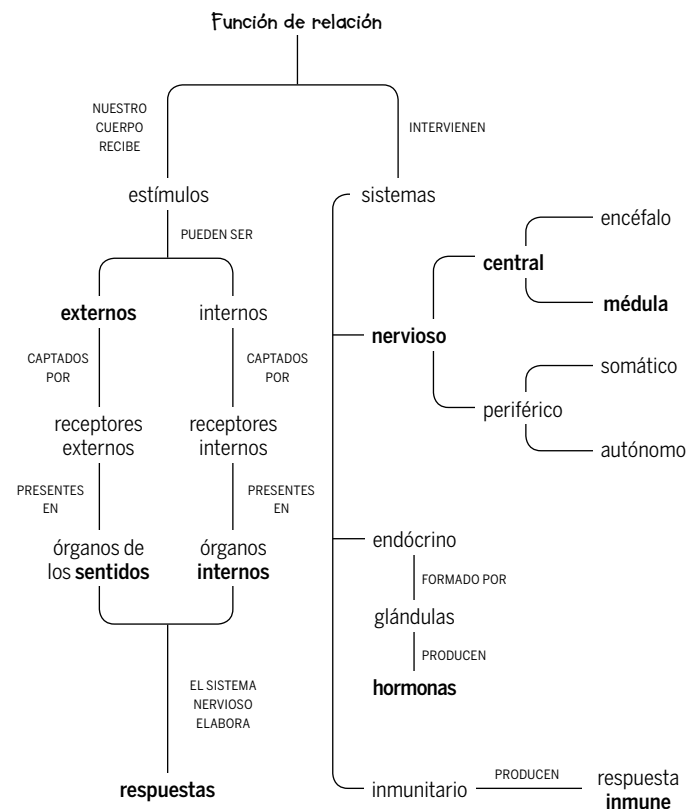 Función de relación
NUESTRO
CUERPO
RECIBE
INTERVIENEN
estímulos
sistemas
PUEDEN SER
externos
internos
CAPTADOS
POR
CAPTADOS
POR
receptores
externos
receptores
internos
PRESENTES
EN
PRESENTES
EN
órganos de
los sentidos
órganos
internos
EL SISTEMA
NERVIOSO
ELABORA
respuestas
nervioso
central
encéfalo
médula
periférico
somático
autónomo
endócrino
FORMADO POR
glándulas
PRODUCEN
hormonas
inmunitario
PRODUCEN
respuesta
inmune